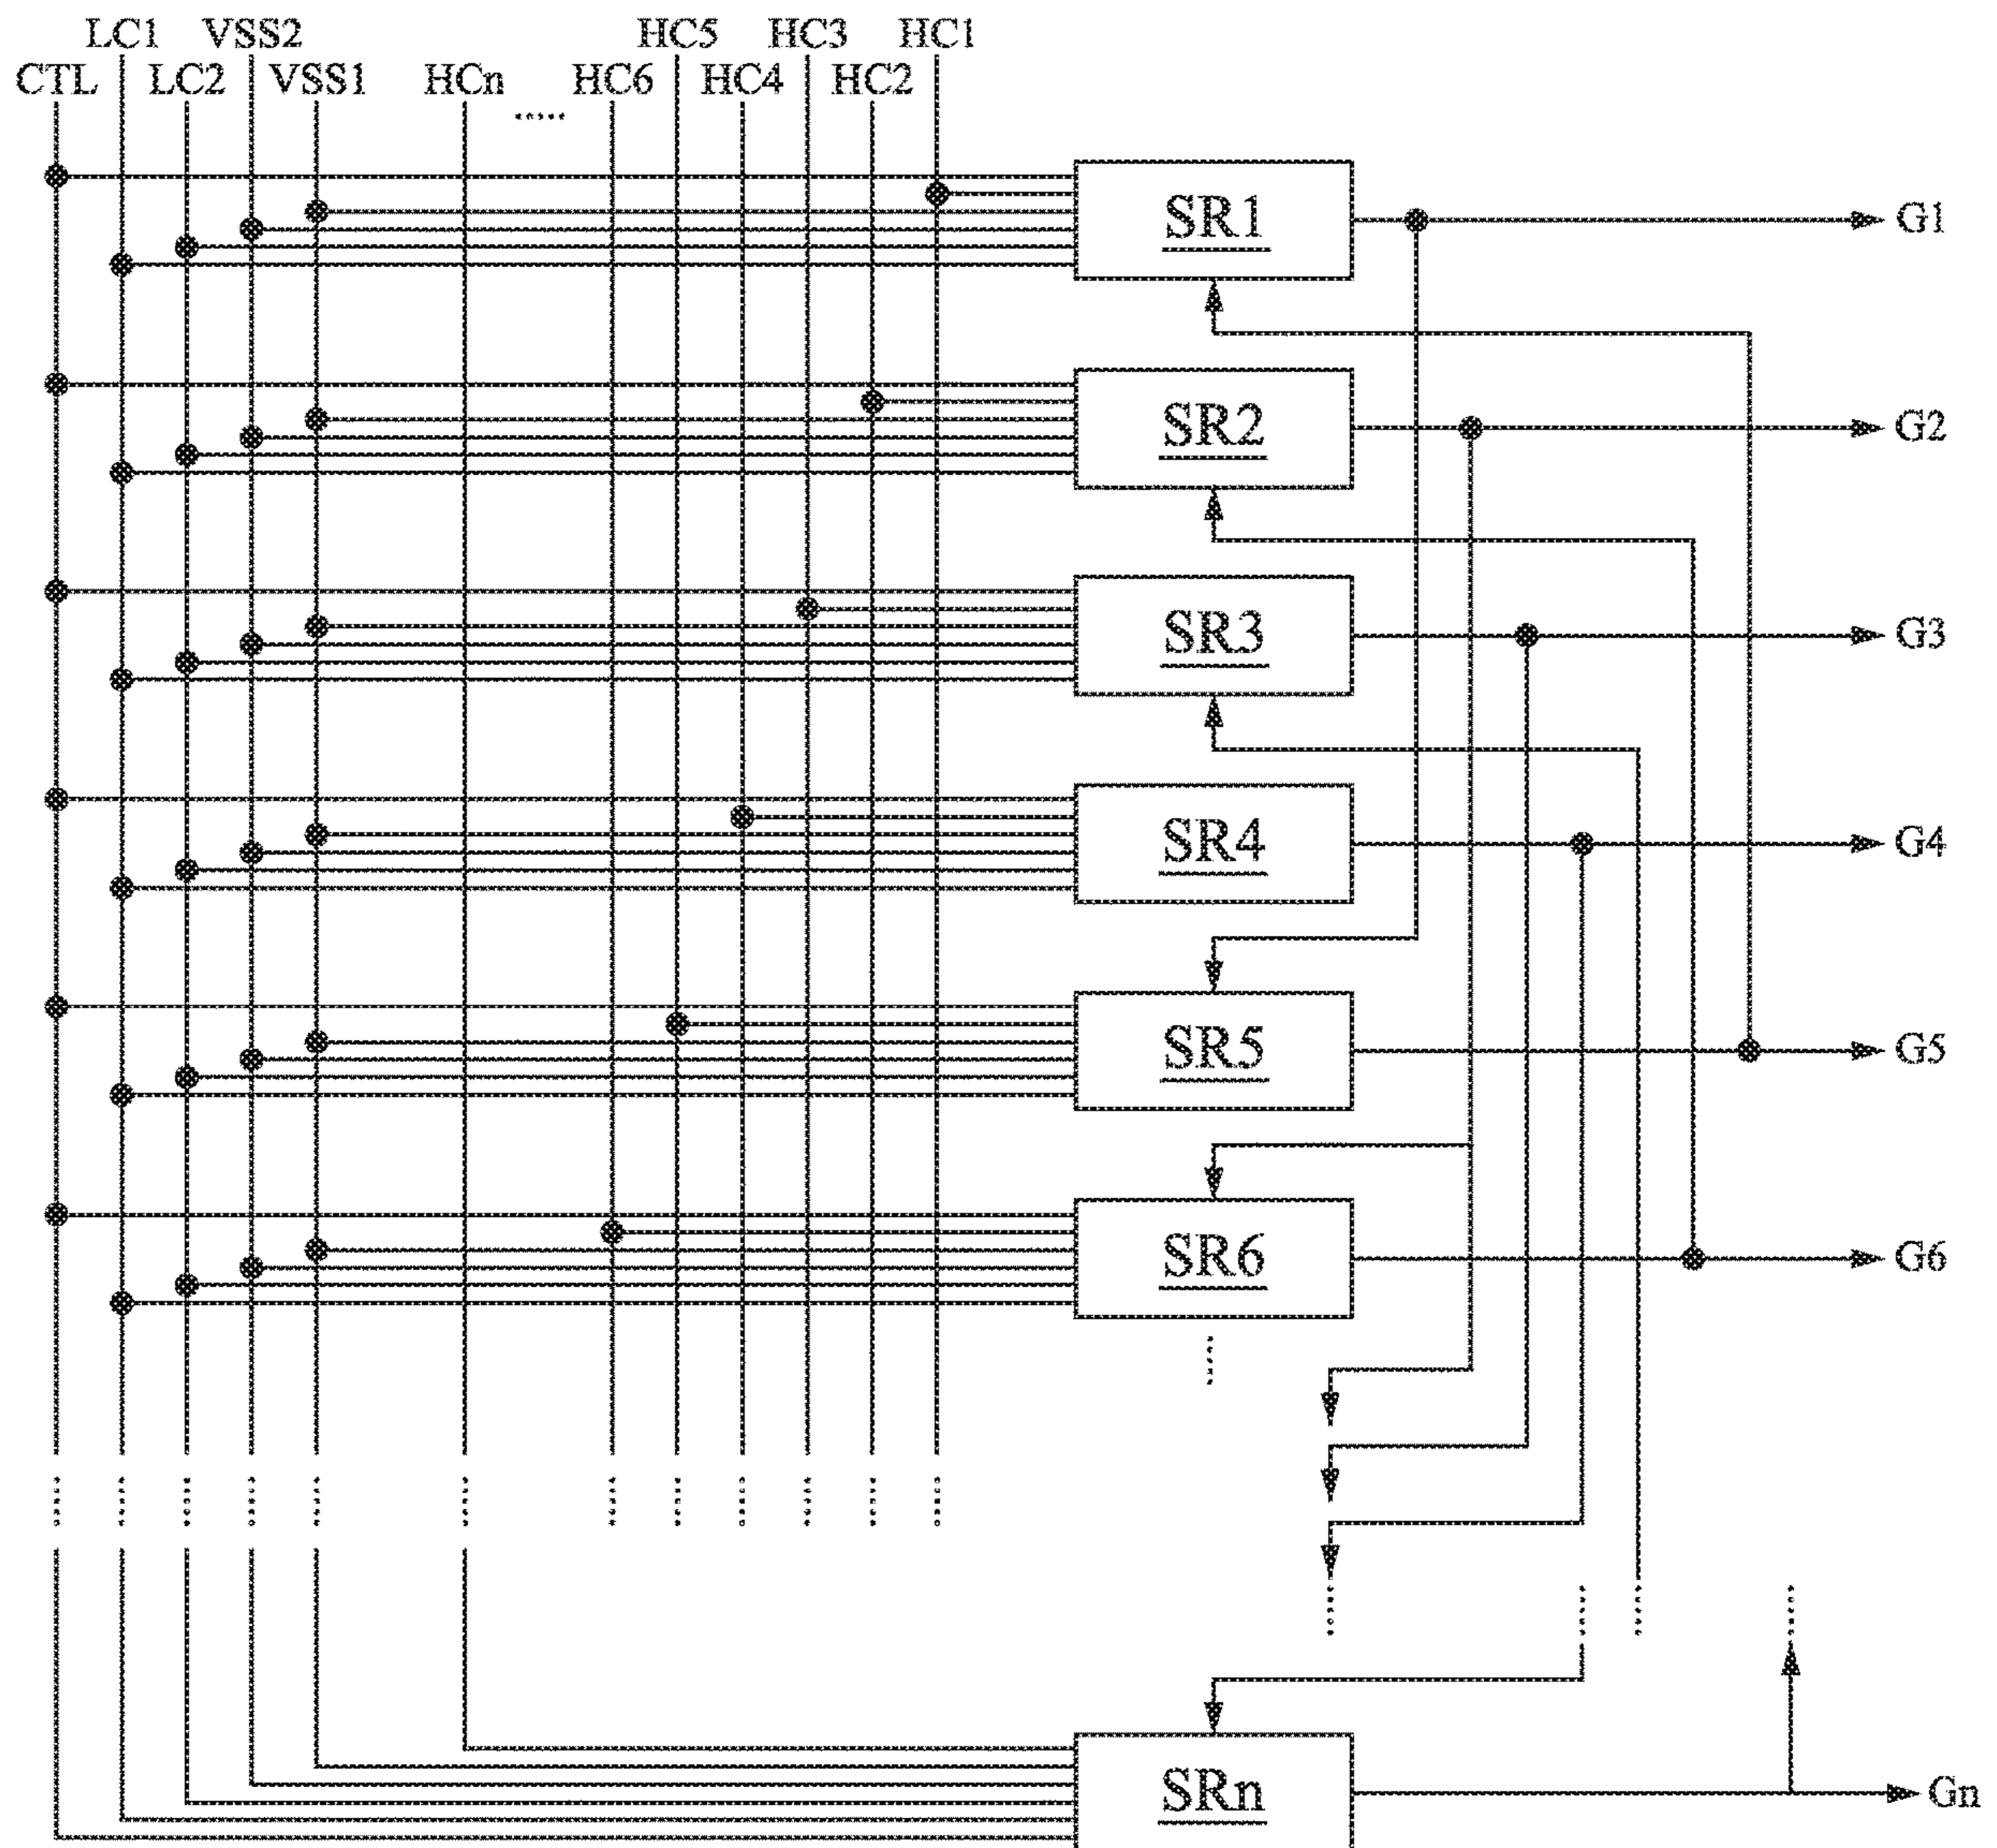 LC1 VSS2 HC5 HC3 HC1
CTL LC2 VSS1 HCn HC6 HC4 HC2
SR1 G1
SR2 G2
SR3 G3
SR4 G4
SR5 G5
SR6 G6
SRn Gn